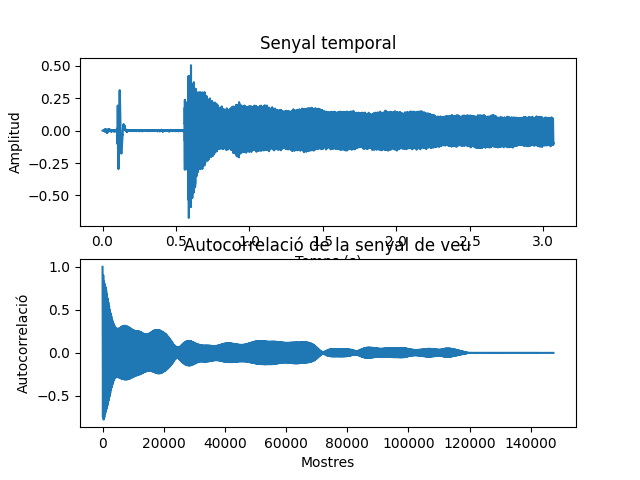 Senyal temporal
0.50
0.25
0.00
−0.25
−0.50
Amplitud
0.0 0.5 1.0 1.5 2.0 2.5 3.0
Autocorrelació de la senyal de veu
1.0
0.5
0.0
−0.5
Autocorrelació
0 20000 40000 60000 80000 100000 120000 140000
Mostres